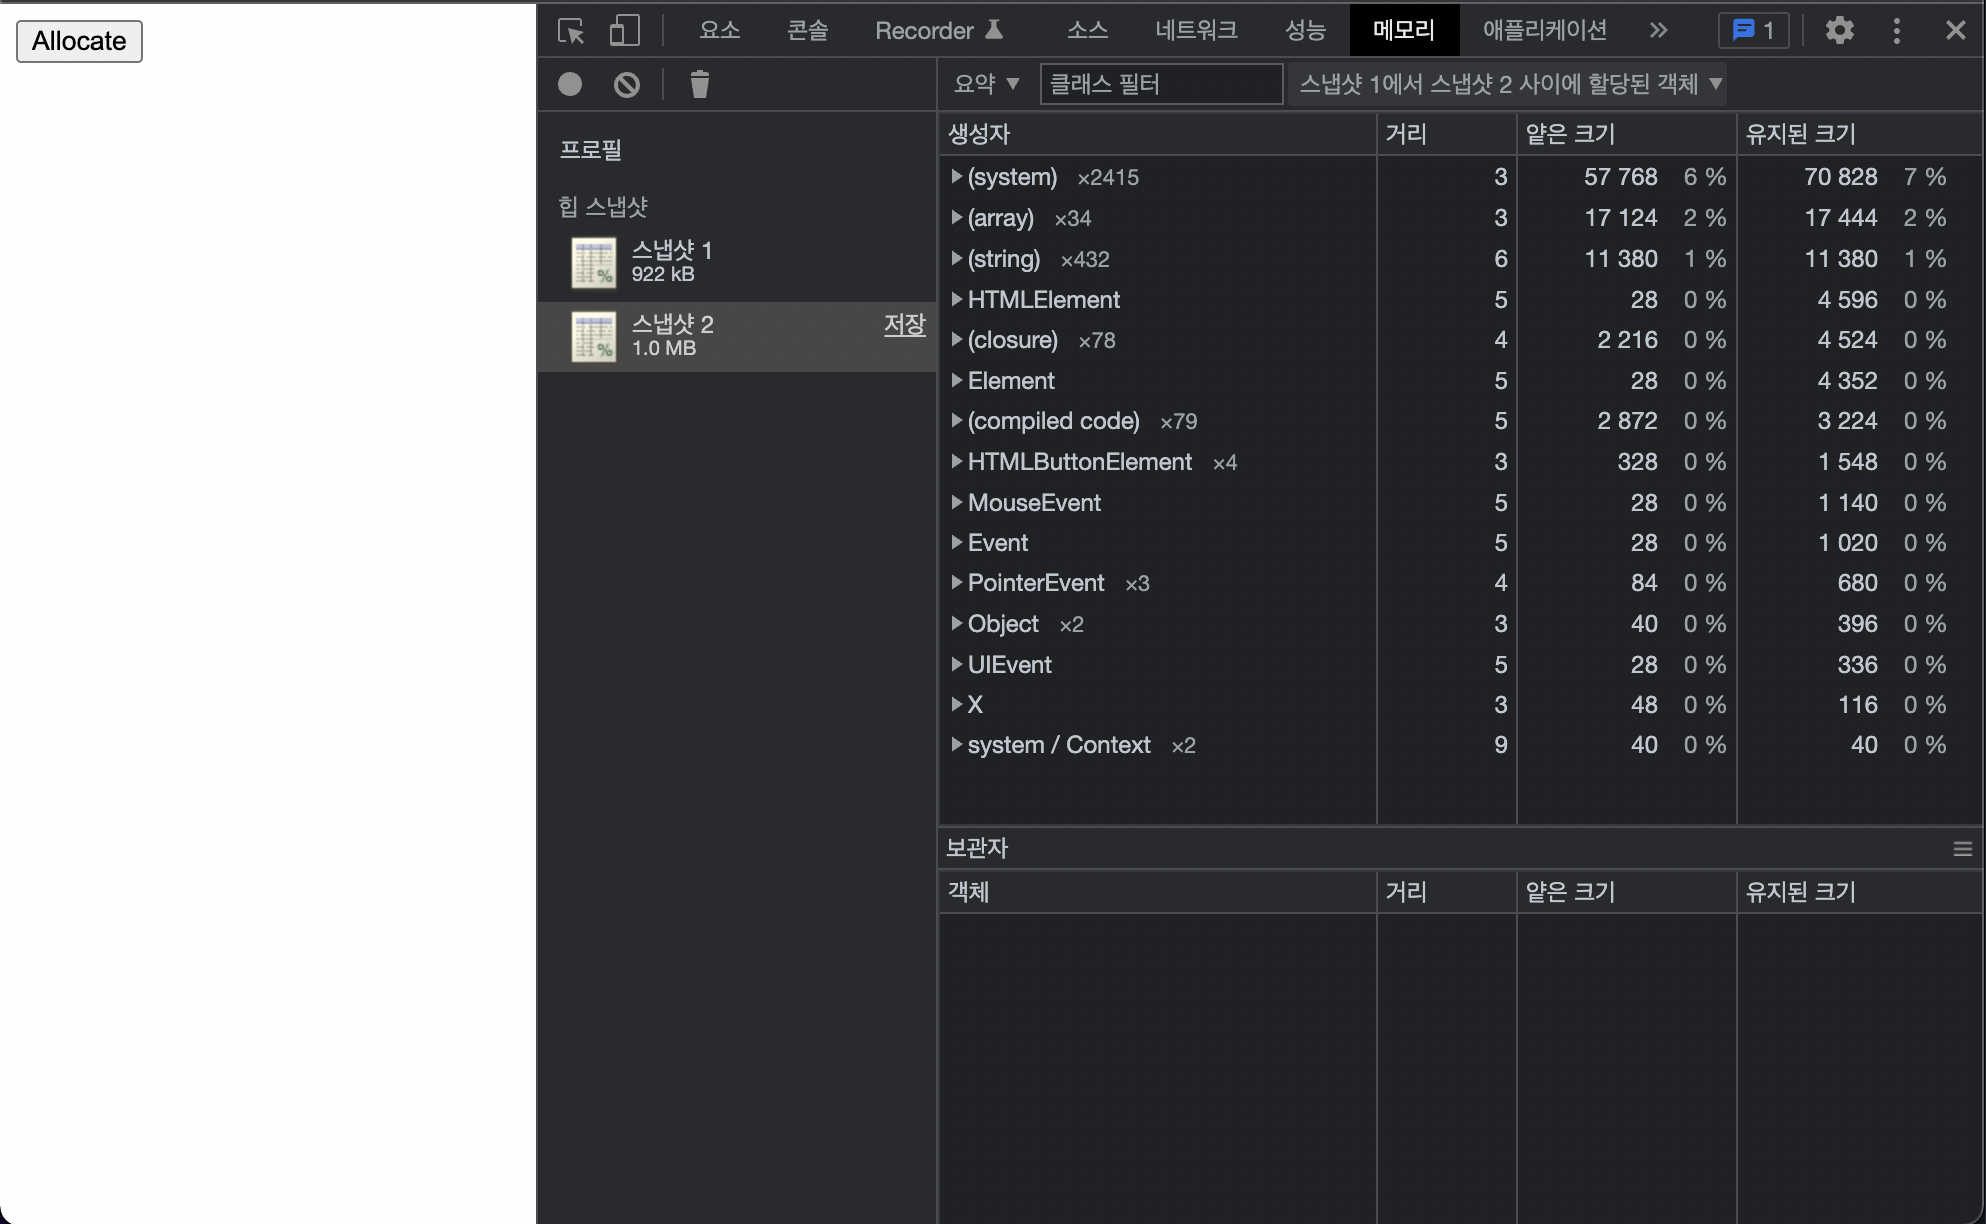 Allocate
요소 콘솔 Recorder 소스 네트워크 성능 메모리 애플리케이션 » 1
요약 ▼ 클래스 필터 스냅샷 1에서 스냅샷 2 사이에 할당된 객체 ▼
프로필
힙 스냅샷
스냅샷 1
922 kB
스냅샷 2 저장
1.0 MB
생성자 거리 얕은 크기 유지된 크기
(system) ×2415 3 57 768 6 % 70 828 7 %
(array) ×34 3 17 124 2 % 17 444 2 %
(string) ×432 6 11 380 1 % 11 380 1 %
HTMLElement 5 28 0 % 4 596 0 %
(closure) ×78 4 2 216 0 % 4 524 0 %
Element 5 28 0 % 4 352 0 %
(compiled code) ×79 5 2 872 0 % 3 224 0 %
HTMLButtonElement ×4 3 328 0 % 1 548 0 %
MouseEvent 5 28 0 % 1 140 0 %
Event 5 28 0 % 1 020 0 %
PointerEvent ×3 4 84 0 % 680 0 %
Object ×2 3 40 0 % 396 0 %
UIEvent 5 28 0 % 336 0 %
X 3 48 0 % 116 0 %
system / Context ×2 9 40 0 % 40 0 %
보관자
객체 거리 얕은 크기 유지된 크기